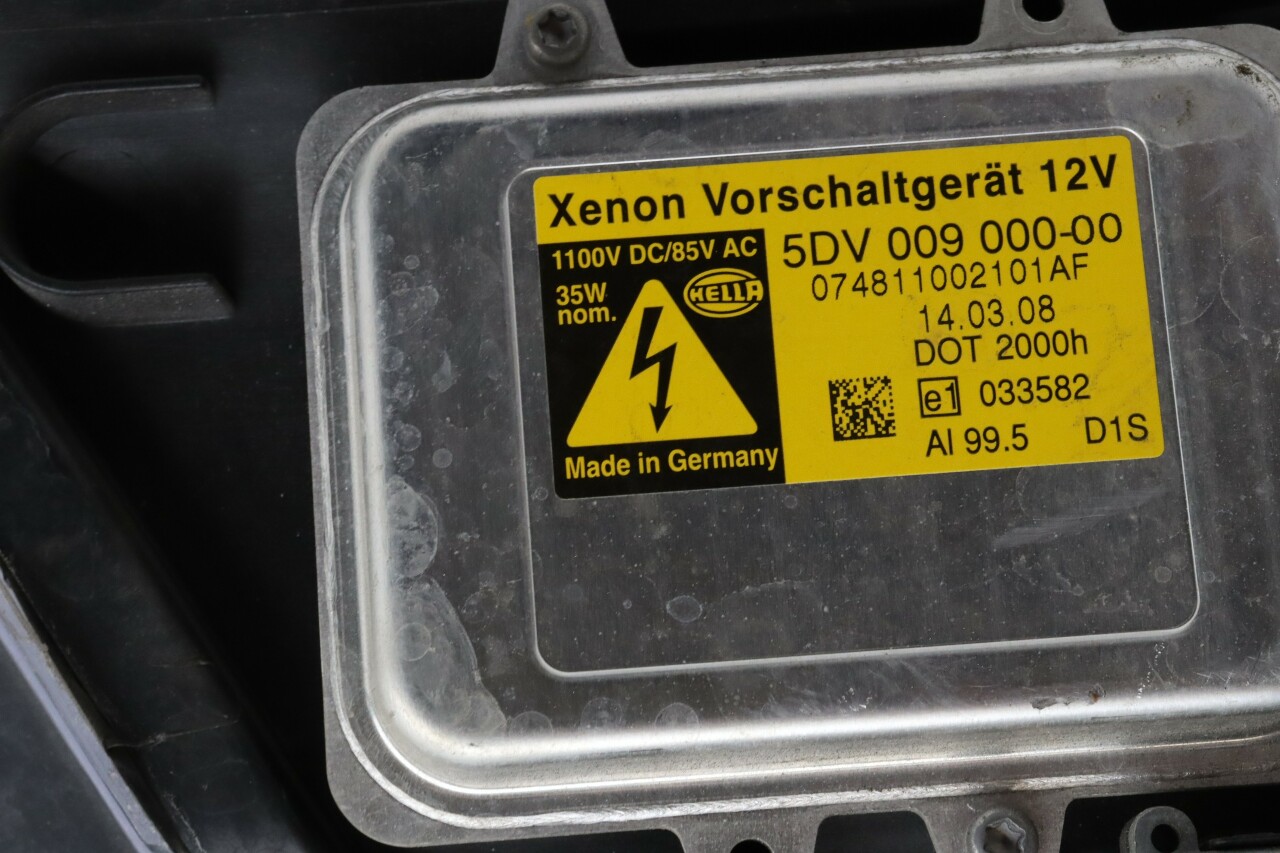 Xenon Vorschaltgerät 12V
1100V DC/85V AC
35W
nom.
HELLA
Made in Germany
5DV 009 000-00
074811002101AF
14.03.08
DOT 2000h
e1 033582
Al 99.5 D1S